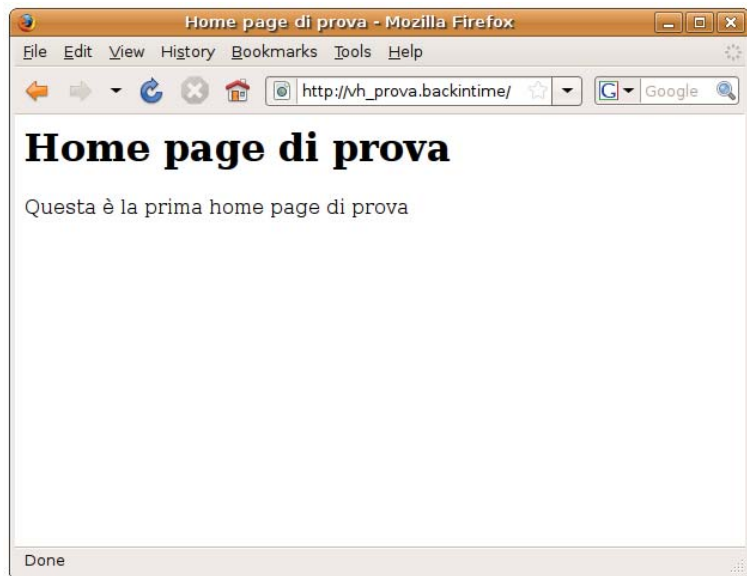 Home page di prova - Mozilla Firefox
File Edit View History Bookmarks Tools Help
http://vh_prova.backintime/ G Google
Home page di prova
Questa è la prima home page di prova
Done